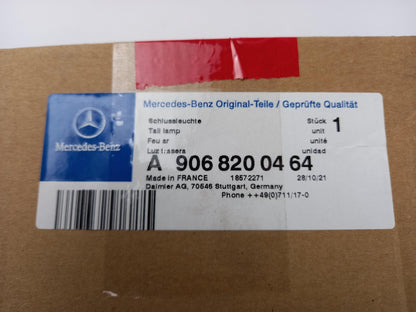 Mercedes-Benz Original-Teile / Geprüfte Qualität
Mercedes-Benz
Schlussleuchte Stück 1
Tail lamp unit
Feu ar unité
Luz trasera unidad
A 906 820 04 64
Made in FRANCE 18572271 28/10/21
Daimler AG, 70546 Stuttgart, Germany
Phone ++49(0)711/17-0